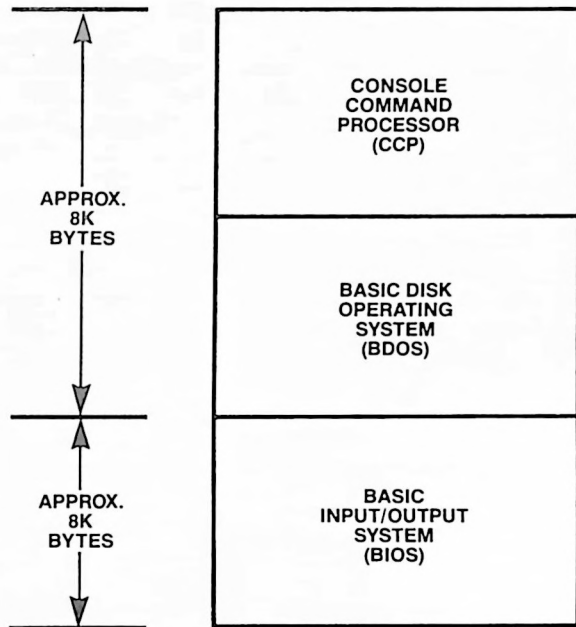 CONSOLE
COMMAND
PROCESSOR
(CCP)
APPROX.
8K
BYTES
BASIC DISK
OPERATING
SYSTEM
(BDOS)
APPROX.
8K
BYTES
BASIC
INPUT/OUTPUT
SYSTEM
(BIOS)